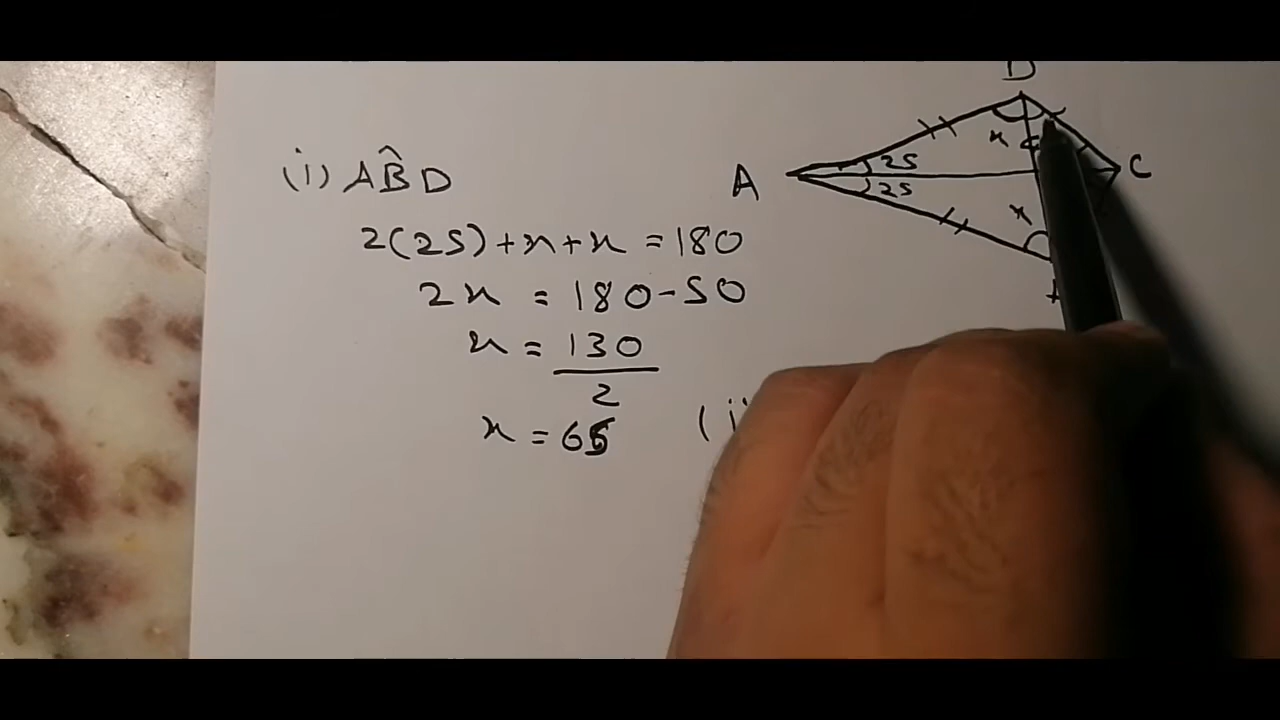 D
(i) AB̂D
A
25
x
C
25
x
2(25)+x+x=180
2x = 180-50
x = 130
2
x = 65
(i